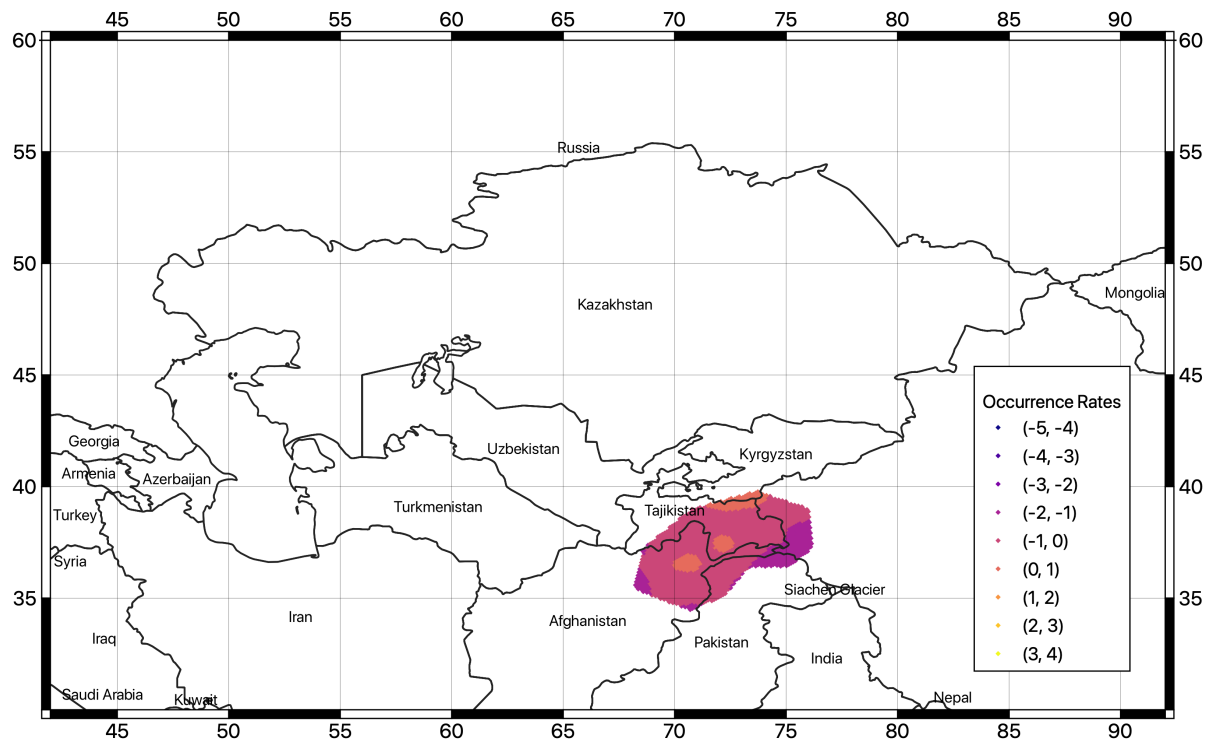 45 50 55 60 65 70 75 80 85 90
60 60
Russia
55 55
50 50
Mongolia
Kazakhstan
45 45
Occurrence Rates
(-5, -4)
(-4, -3)
(-3, -2)
(-2, -1)
(-1, 0)
(0, 1)
(1, 2)
(2, 3)
(3, 4)
Georgia
Uzbekistan
Kyrgyzstan
Armenia
Azerbaijan
40 40
Turkey
Turkmenistan
Tajikistan
Syria
Siachen Glacier
35 35
Iran
Afghanistan
Iraq
Pakistan
India
Saudi Arabia
Kuwait
Nepal
45 50 55 60 65 70 75 80 85 90